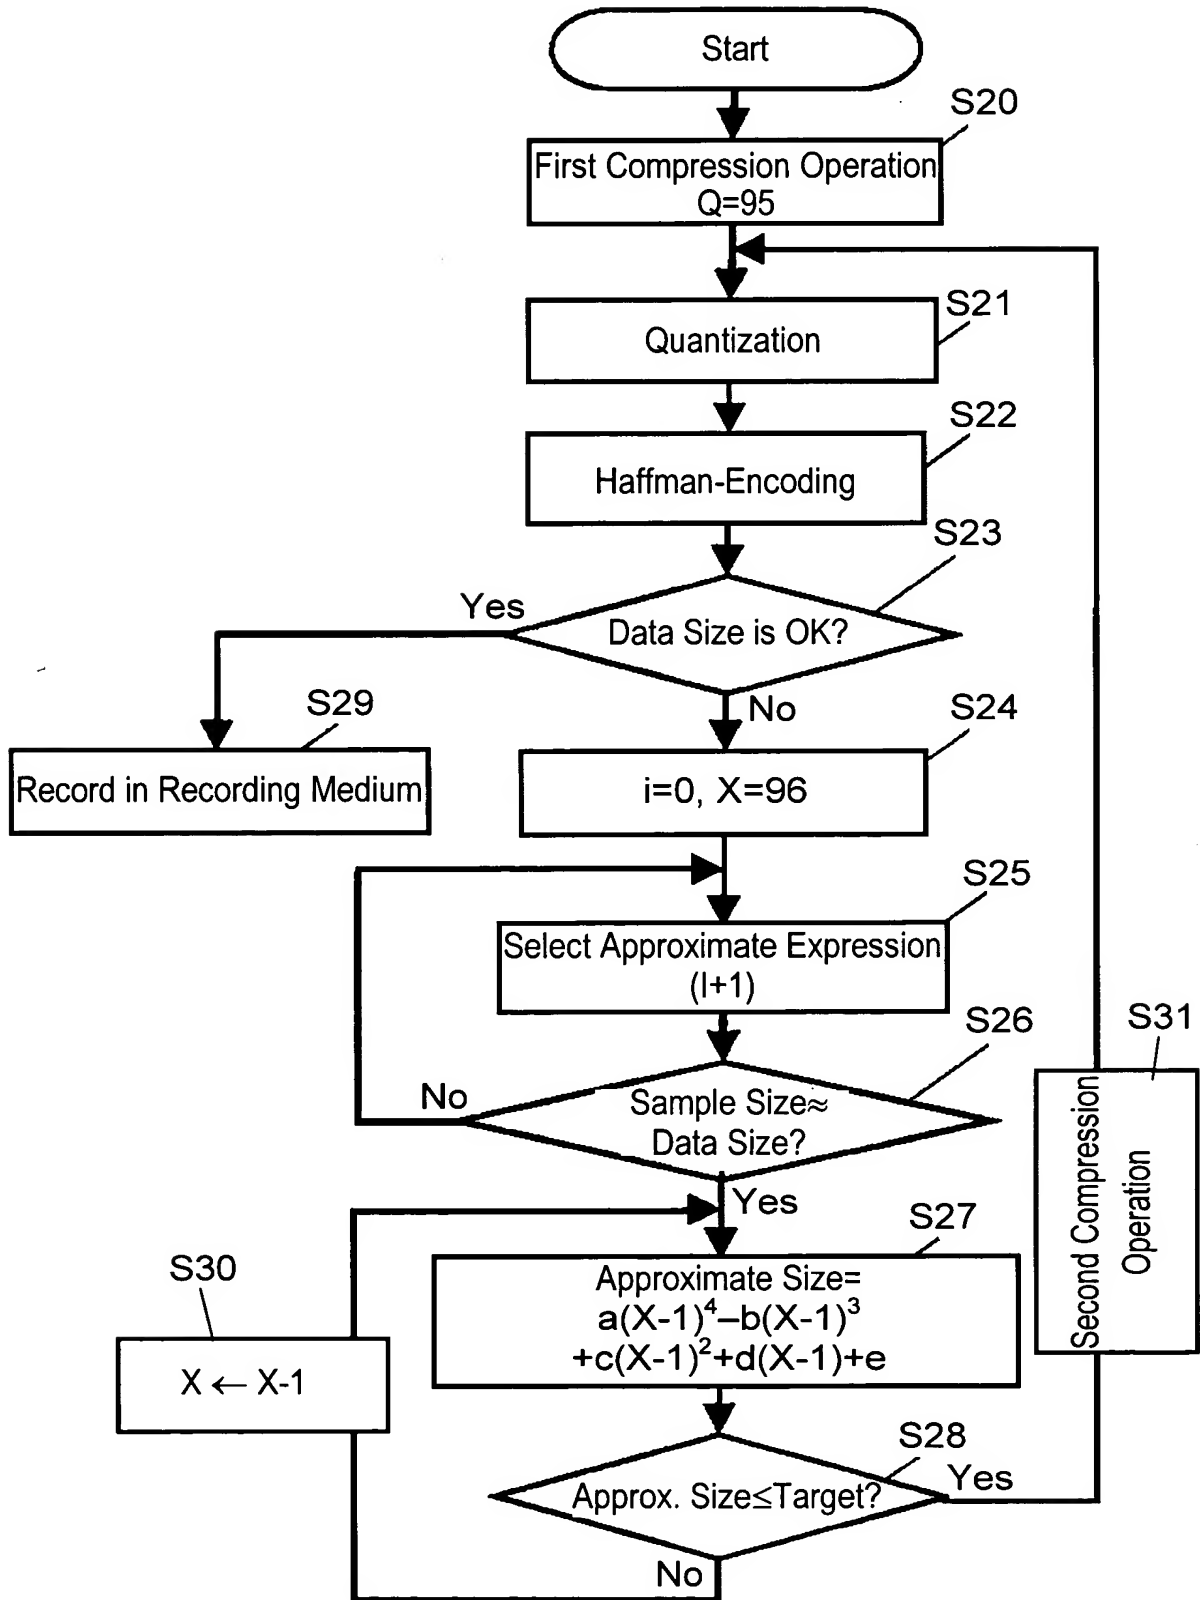 Start
S20
First Compression Operation
Q=95
S21
Quantization
S22
Haffman-Encoding
S23
Yes
Data Size is OK?
No
S29
S24
Record in Recording Medium
i=0, X=96
S25
Select Approximate Expression
(I+1)
S26
S31
No
Sample Size≈
Data Size?
Second Compression
Operation
Yes
S27
S30
Approximate Size=
a(X-1)⁴–b(X-1)³
+c(X-1)²+d(X-1)+e
X ← X-1
S28
Yes
Approx. Size≤Target?
No